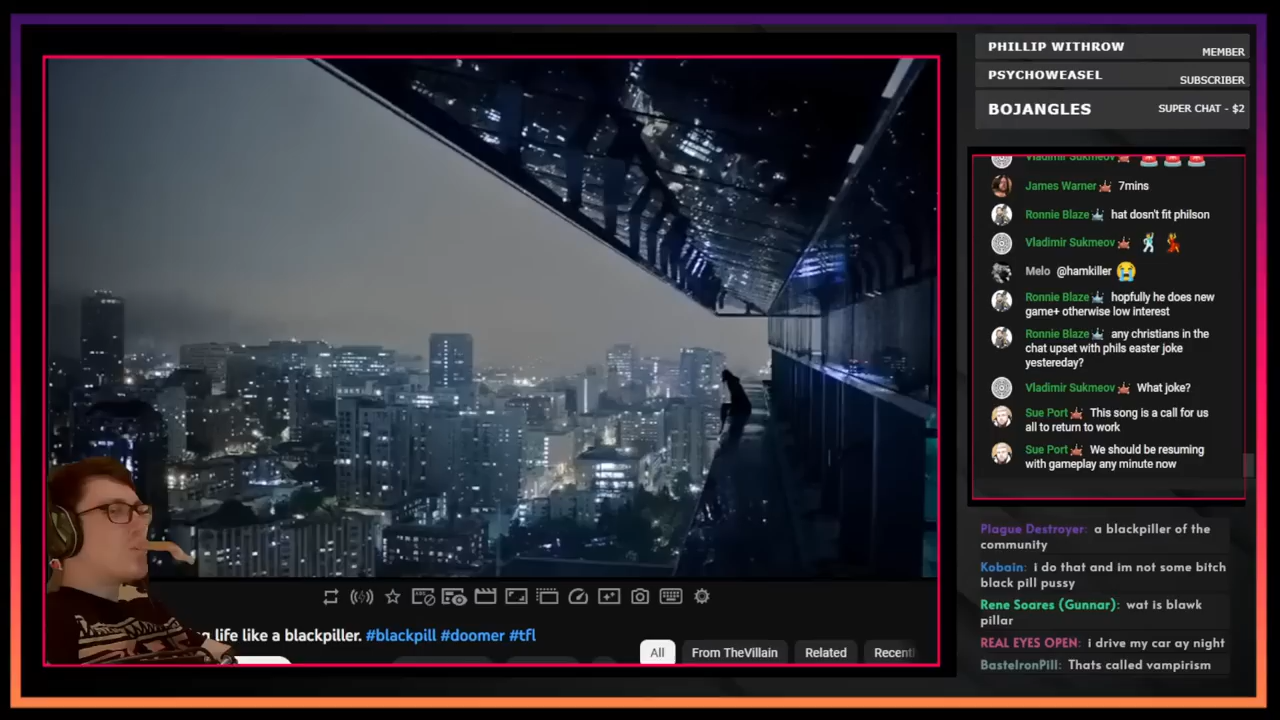 PHILLIP WITHROW
MEMBER
PSYCHOWEASEL
SUBSCRIBER
BOJANGLES
SUPER CHAT - $2
Vladimir Sukmeov
James Warner 7mins
Ronnie Blaze hat dosn't fit philson
Vladimir Sukmeov
Melo @hamkiller
Ronnie Blaze hopefully he does new
game+ otherwise low interest
Ronnie Blaze any christians in the
chat upset with phils easter joke
yestereday?
Vladimir Sukmeov What joke?
Sue Port This song is a call for us
all to return to work
Sue Port We should be resuming
with gameplay any minute now
Plague Destroyer: a blackpiller of the
community
Kobain: i do that and im not some bitch
black pill pussy
Rene Soares (Gunnar): wat is blawk
pillar
REAL EYES OPEN: i drive my car ay night
BasteIronPill: Thats called vampirism
life like a blackpiller. #blackpill #doomer #tfl
All
From TheVillain
Related